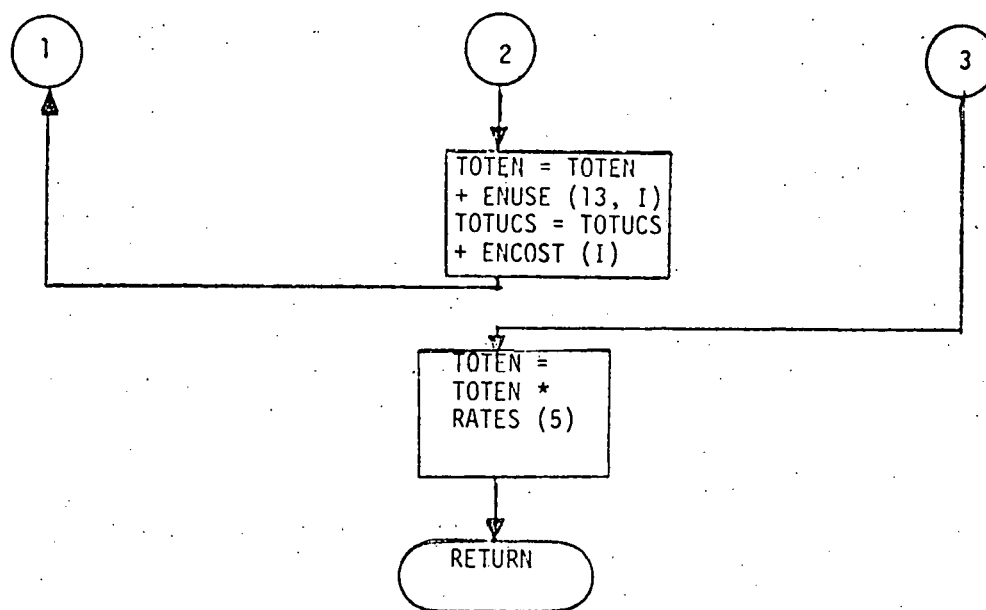 1
2
3
TOTEN = TOTEN
+ ENUSE (13, I)
TOTUCS = TOTUCS
+ ENCOST (I)
TOTEN =
TOTEN *
RATES (5)
RETURN